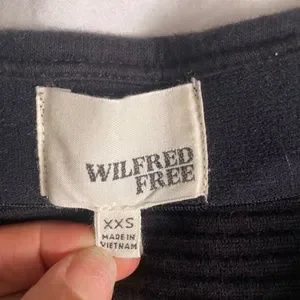 WILFRED
FREE
XXS
MADE IN
VIETNAM